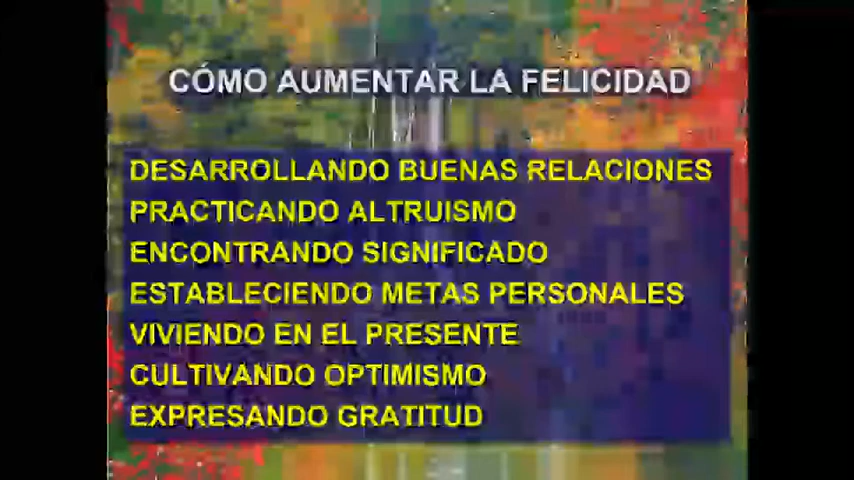 CÓMO AUMENTAR LA FELICIDAD
DESARROLLANDO BUENAS RELACIONES
PRACTICANDO ALTRUISMO
ENCONTRANDO SIGNIFICADO
ESTABLECIENDO METAS PERSONALES
VIVIENDO EN EL PRESENTE
CULTIVANDO OPTIMISMO
EXPRESANDO GRATITUD